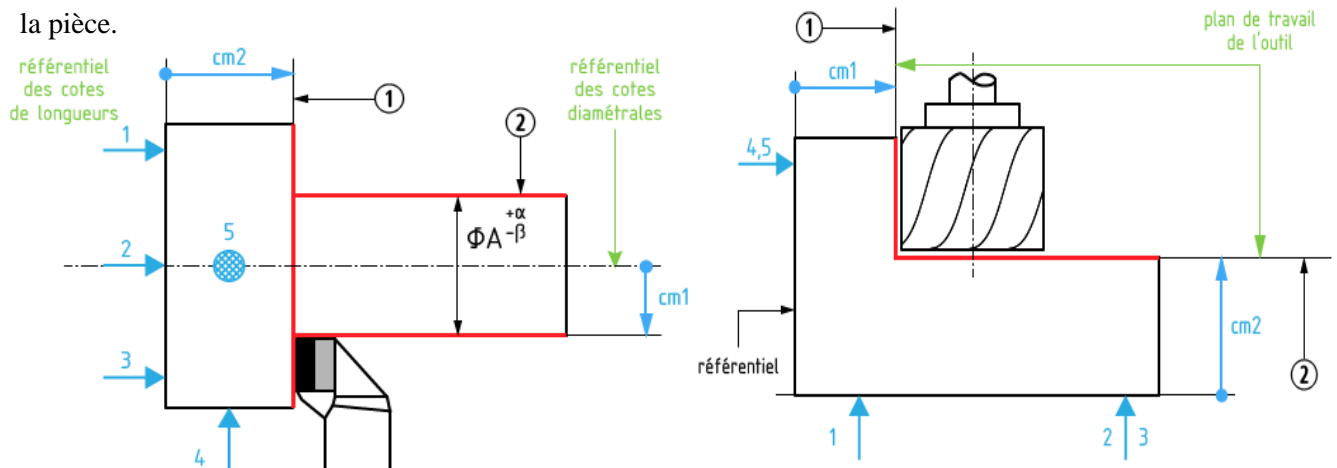 la pièce.
référentiel
des cotes
de longueurs
cm2
1
référentiel
des cotes
diamétrales
1
2
2
5
ΦA +α -β
cm1
3
4
1
plan de travail
de l'outil
cm1
4,5
référentiel
cm2
2
1
2
3